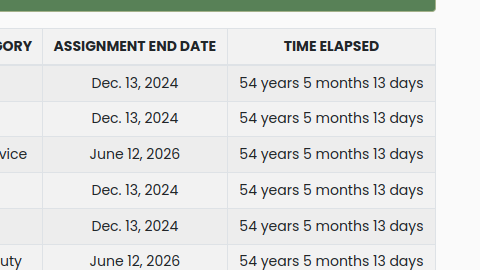 GORY ASSIGNMENT END DATE TIME ELAPSED
Dec. 13, 2024 54 years 5 months 13 days
Dec. 13, 2024 54 years 5 months 13 days
vice June 12, 2026 54 years 5 months 13 days
Dec. 13, 2024 54 years 5 months 13 days
Dec. 13, 2024 54 years 5 months 13 days
uty June 12, 2026 54 years 5 months 13 days